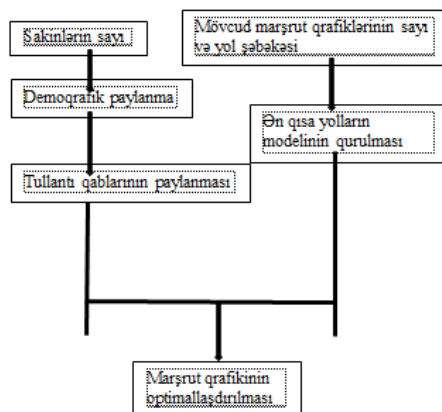 Sakinlərin sayı
Mövcud marşrut qrafiklərinin sayı
və yol şəbəkəsi
Demoqrafik paylanma
Ən qısa yolların
modelinin qurulması
Tullantı qablarının paylanması
Marşrut qrafikinin
optimallaşdırılması